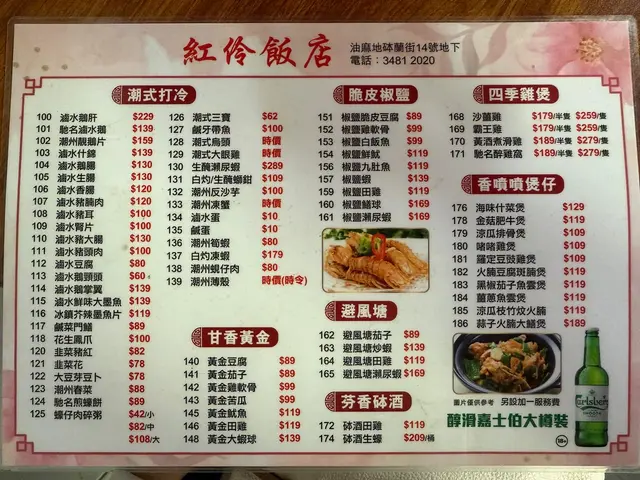 紅伶飯店
油麻地砵蘭街14號地下
電話：3481 2020
潮式打冷
100 滷水鵝肝 $229
101 馳名滷水鵝 $139
102 潮州靚鵝片 $159
103 滷水什錦 $139
104 滷水鵝腸 $130
105 滷水生腸 $130
106 滷水香腸 $120
107 滷水豬腩肉 $120
108 滷水豬耳 $100
109 滷水腎片 $100
110 滷水豬大腸 $130
111 滷水豬頭肉 $100
112 滷水豆腐 $80
113 滷水鵝頸頭 $60
114 滷水鵝掌翼 $139
115 滷水鮮味大墨魚 $139
116 冰鎮芥辣墨魚片 $119
117 鹹菜門鱔 $89
118 花生鳳爪 $100
120 韭菜豬紅 $82
121 韭菜花 $78
122 大豆芽豆卜 $78
123 潮州春菜 $88
124 馳名煎蠔餅 $89
125 蠔仔肉碎粥 $42/小
$82/中
$108/大
126 潮式三寶 $62
127 鹹牙帶魚 $100
128 潮式烏頭 時價
129 潮式大眼雞 時價
130 生醃瀨尿蝦 $289
131 白灼/生醃蟶鉗 $109
132 潮州反沙芋 $100
133 潮州凍蟹 時價
134 滷水蛋 $10
135 鹹蛋 $10
136 潮州筍蝦 $80
137 白灼凍蝦 $179
138 潮州蜆仔肉 $80
139 潮州薄殼 時價(時令)
甘香黃金
140 黃金豆腐 $89
141 黃金茄子 $89
142 黃金雞軟骨 $99
143 黃金苦瓜 $99
145 黃金魷魚 $119
146 黃金田雞 $119
148 黃金大蝦球 $139
脆皮椒鹽
151 椒鹽脆皮豆腐 $89
152 椒鹽雞軟骨 $99
153 椒鹽白飯魚 $99
154 椒鹽鮮魷 $119
156 椒鹽九肚魚 $119
157 椒鹽蝦 $139
159 椒鹽田雞 $119
160 椒鹽鱔球 $169
161 椒鹽瀨尿蝦 $169
避風塘
162 避風塘茄子 $89
163 避風塘炒蝦 $139
164 避風塘田雞 $119
165 避風塘瀨尿蝦 $169
芬香砵酒
172 砵酒田雞 $119
174 砵酒生蠔 $209/桶
四季雞煲
168 沙薑雞 $179/半隻 $259/隻
169 霸王雞 $179/半隻 $259/隻
170 黃酒煮滑雞 $189/半隻 $279/隻
171 馳名醉雞窩 $189/半隻 $279/隻
香噴噴煲仔
176 海味什菜煲 $129
178 金菇肥牛煲 $119
179 涼瓜排骨煲 $109
180 啫啫雞煲 $109
181 羅定豆豉雞煲 $109
182 火腩豆腐斑腩煲 $119
183 黑椒茄子魚雲煲 $119
184 薑蔥魚雲煲 $119
185 涼瓜枝竹炆火腩 $119
186 蒜子火腩大鱔煲 $189
圖片僅供參考 另設加一服務費
醇滑嘉士伯大樽裝
Carlsberg
18+